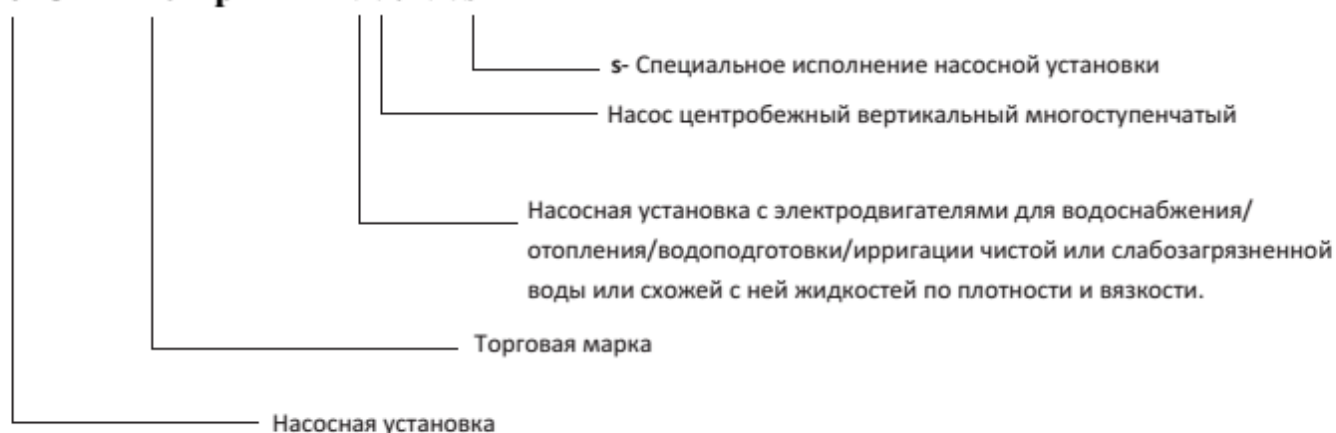 s- Специальное исполнение насосной установки
Насос центробежный вертикальный многоступенчатый
Насосная установка с электродвигателями для водоснабжения/
отопления/водоподготовки/ирригации чистой или слабозагрязненной
воды или схожей с ней жидкостей по плотности и вязкости.
Торговая марка
Насосная установка